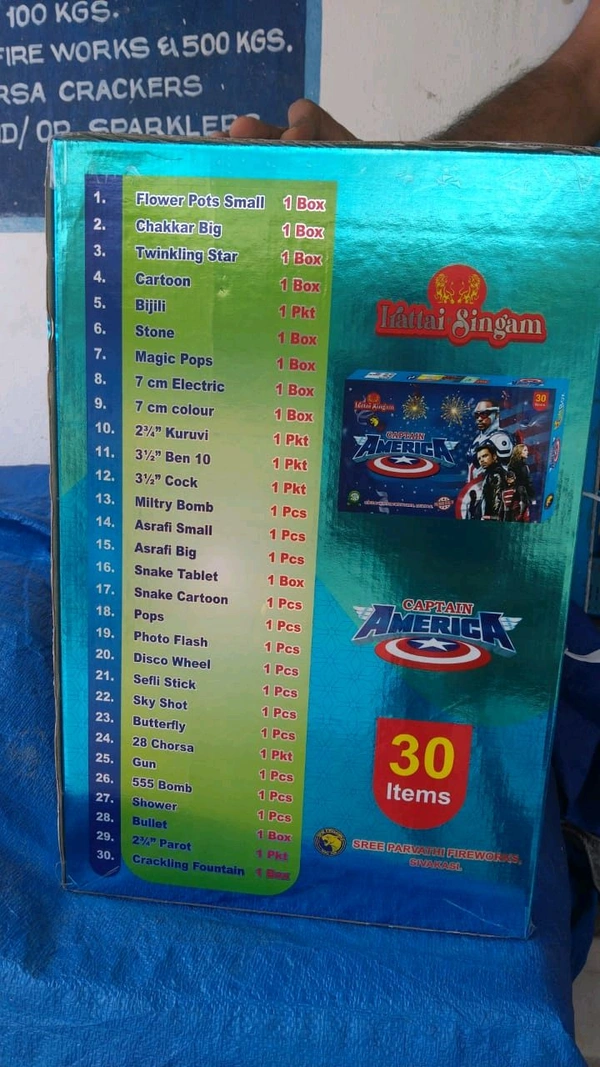 100 KGS.
FIRE WORKS & 500 KGS.
RSA CRACKERS
D/OR SPARKLERS
1. Flower Pots Small 1 Box
2. Chakkar Big 1 Box
3. Twinkling Star 1 Box
4. Cartoon 1 Box
5. Bijili 1 Pkt
6. Stone 1 Box
7. Magic Pops 1 Box
8. 7 cm Electric 1 Box
9. 7 cm colour 1 Box
10. 2¾" Kuruvi 1 Pkt
11. 3½" Ben 10 1 Pkt
12. 3½" Cock 1 Pkt
13. Miltry Bomb 1 Pcs
14. Asrafi Small 1 Pcs
15. Asrafi Big 1 Pcs
16. Snake Tablet 1 Box
17. Snake Cartoon 1 Pcs
18. Pops 1 Pcs
19. Photo Flash 1 Pcs
20. Disco Wheel 1 Pcs
21. Sefli Stick 1 Pcs
22. Sky Shot 1 Pcs
23. Butterfly 1 Pcs
24. 28 Chorsa 1 Pkt
25. Gun 1 Pcs
26. 555 Bomb 1 Pcs
27. Shower 1 Pcs
28. Bullet 1 Box
29. 2¾" Parot 1 Pkt
30. Crackling Fountain 1 Box
Kattai Singam
Kattai Singam
30
CAPTAIN
AMERICA
CAPTAIN
AMERICA
30
Items
SREE PARVATHI FIREWORKS,
SIVAKASI.